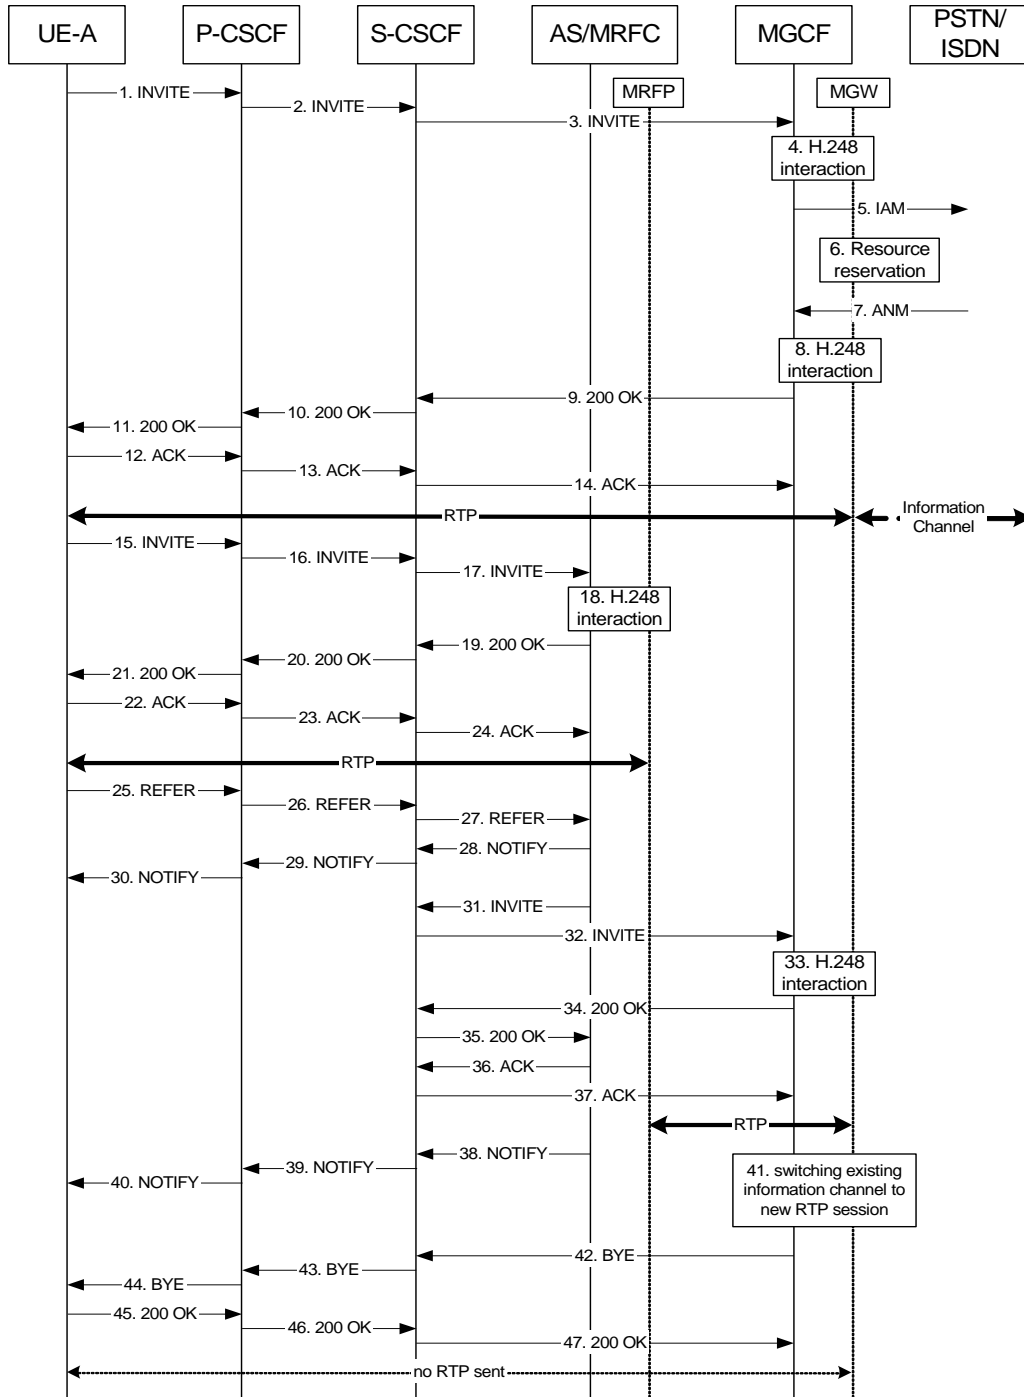 UE-A
P-CSCF
S-CSCF
AS/MRFC
MGCF
PSTN/
ISDN
MRFP
MGW
1. INVITE
2. INVITE
3. INVITE
4. H.248
interaction
5. IAM
6. Resource
reservation
7. ANM
8. H.248
interaction
9. 200 OK
10. 200 OK
11. 200 OK
12. ACK
13. ACK
14. ACK
RTP
Information
Channel
15. INVITE
16. INVITE
17. INVITE
18. H.248
interaction
19. 200 OK
20. 200 OK
21. 200 OK
22. ACK
23. ACK
24. ACK
RTP
25. REFER
26. REFER
27. REFER
28. NOTIFY
29. NOTIFY
30. NOTIFY
31. INVITE
32. INVITE
33. H.248
interaction
34. 200 OK
35. 200 OK
36. ACK
37. ACK
RTP
38. NOTIFY
39. NOTIFY
40. NOTIFY
41. switching existing
information channel to
new RTP session
42. BYE
43. BYE
44. BYE
45. 200 OK
46. 200 OK
47. 200 OK
no RTP sent